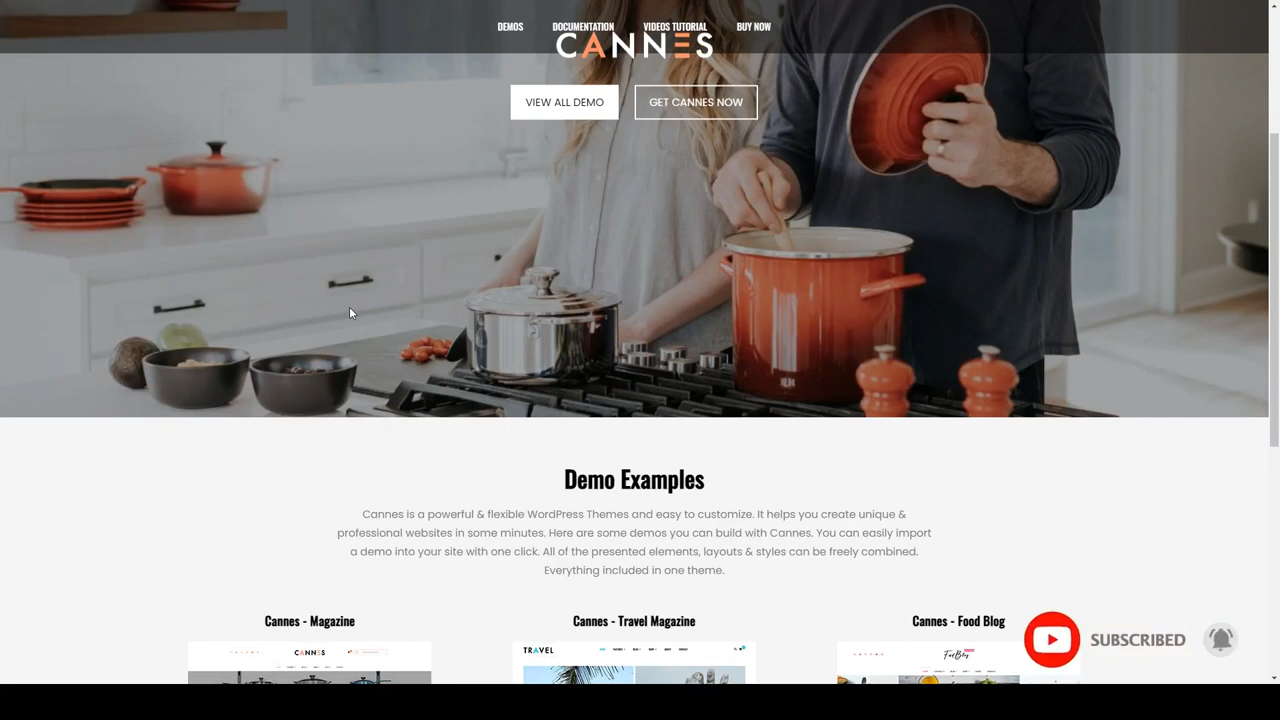 DEMOS DOCUMENTATION VIDEOS TUTORIAL BUY NOW
CANNES
VIEW ALL DEMO GET CANNES NOW
Demo Examples
Cannes is a powerful & flexible WordPress Themes and easy to customize. It helps you create unique &
professional websites in some minutes. Here are some demos you can build with Cannes. You can easily import
a demo into your site with one click. All of the presented elements, layouts & styles can be freely combined.
Everything included in one theme.
Cannes - Magazine Cannes - Travel Magazine Cannes - Food Blog
SUBSCRIBED
CANNES
TRAVEL